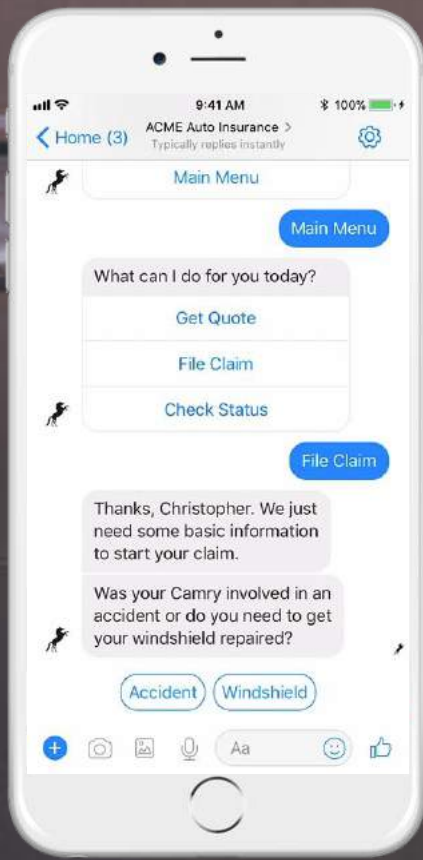 9:41 AM
100%
Home (3)
ACME Auto Insurance >
Typically replies instantly
Main Menu
Main Menu
What can I do for you today?
Get Quote
File Claim
Check Status
File Claim
Thanks, Christopher. We just
need some basic information
to start your claim.
Was your Camry involved in an
accident or do you need to get
your windshield repaired?
Accident
Windshield
Aa